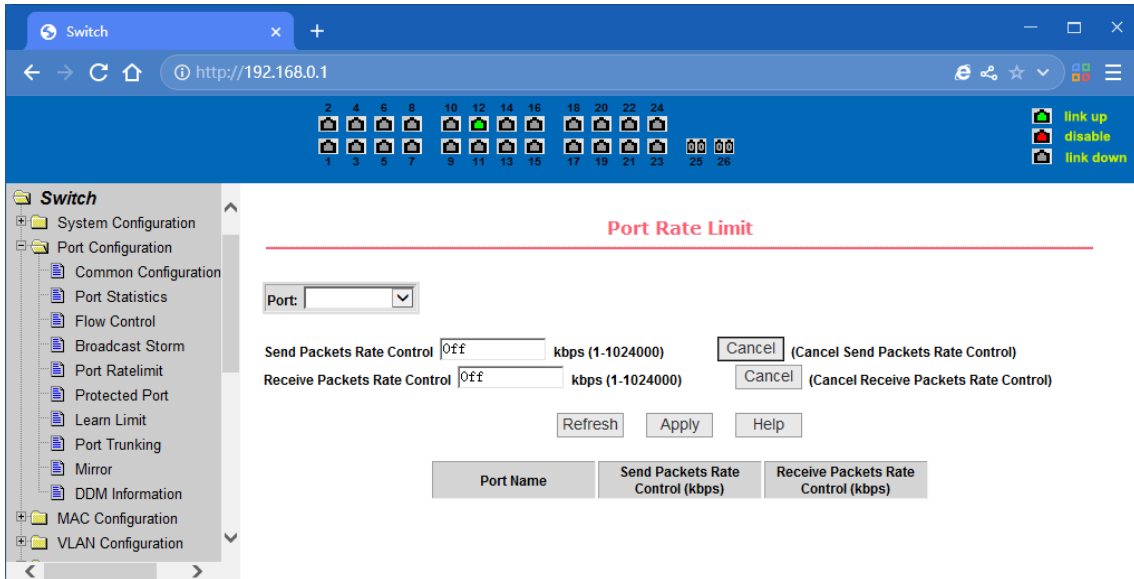 Switch
http://192.168.0.1
2 4 6 8 10 12 14 16 18 20 22 24
1 3 5 7 9 11 13 15 17 19 21 23 25 26
link up
disable
link down
Switch
System Configuration
Port Configuration
Common Configuration
Port Statistics
Flow Control
Broadcast Storm
Port Ratelimit
Protected Port
Learn Limit
Port Trunking
Mirror
DDM Information
MAC Configuration
VLAN Configuration
Port Rate Limit
Port:
Send Packets Rate Control Off kbps (1-1024000) Cancel (Cancel Send Packets Rate Control)
Receive Packets Rate Control Off kbps (1-1024000) Cancel (Cancel Receive Packets Rate Control)
Refresh Apply Help
Port Name Send Packets Rate Control (kbps) Receive Packets Rate Control (kbps)